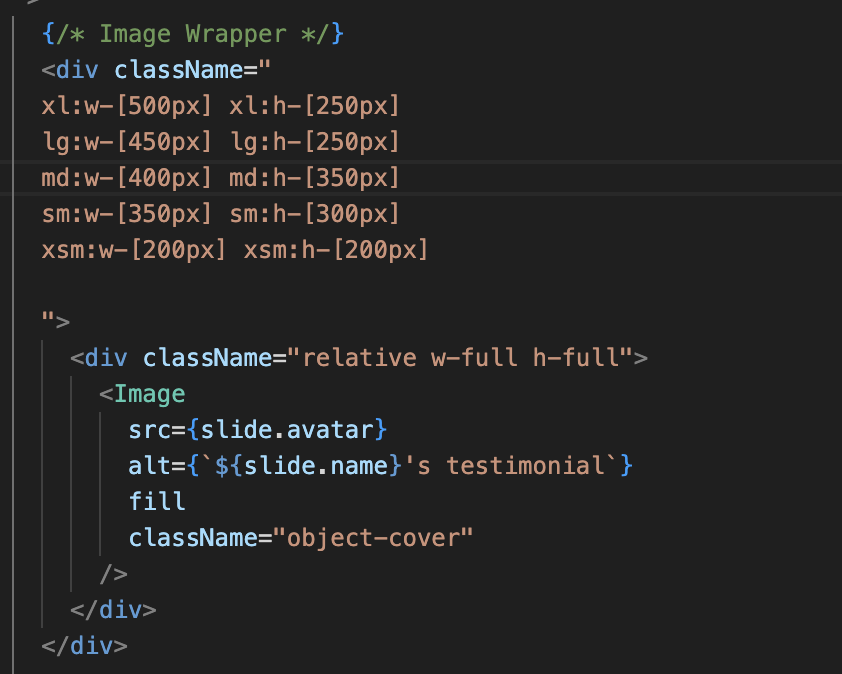 {/* Image Wrapper */}
<div className="
xl:w-[500px] xl:h-[250px]
lg:w-[450px] lg:h-[250px]
md:w-[400px] md:h-[350px]
sm:w-[350px] sm:h-[300px]
xsm:w-[200px] xsm:h-[200px]
">
<div className="relative w-full h-full">
<Image
src={slide.avatar}
alt={`${slide.name}'s testimonial`}
fill
className="object-cover"
/>
</div>
</div>